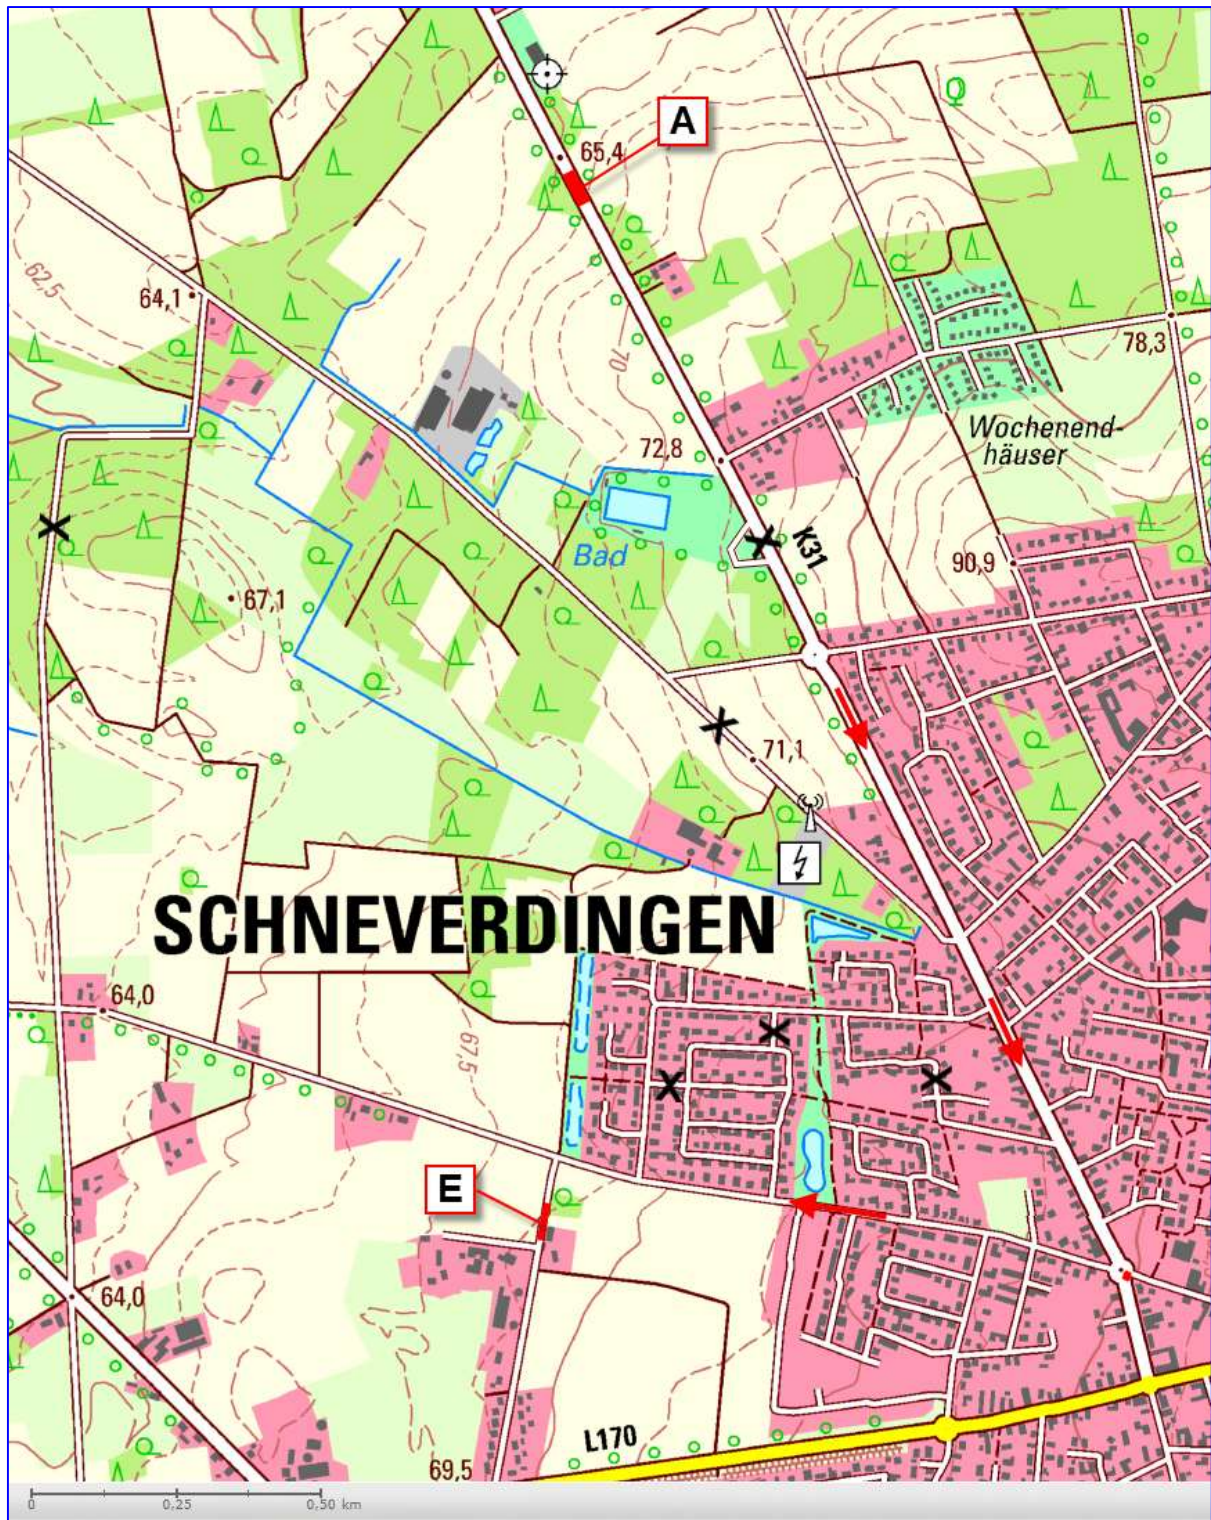 A
65,4
62,5
64,1
70
78,3
Wochenend-
häuser
72,8
K31
Bad
90,9
67,1
71,1
SCHNEVERDINGEN
64,0
67,5
E
64,0
L170
69,5
0
0,25
0,50 km